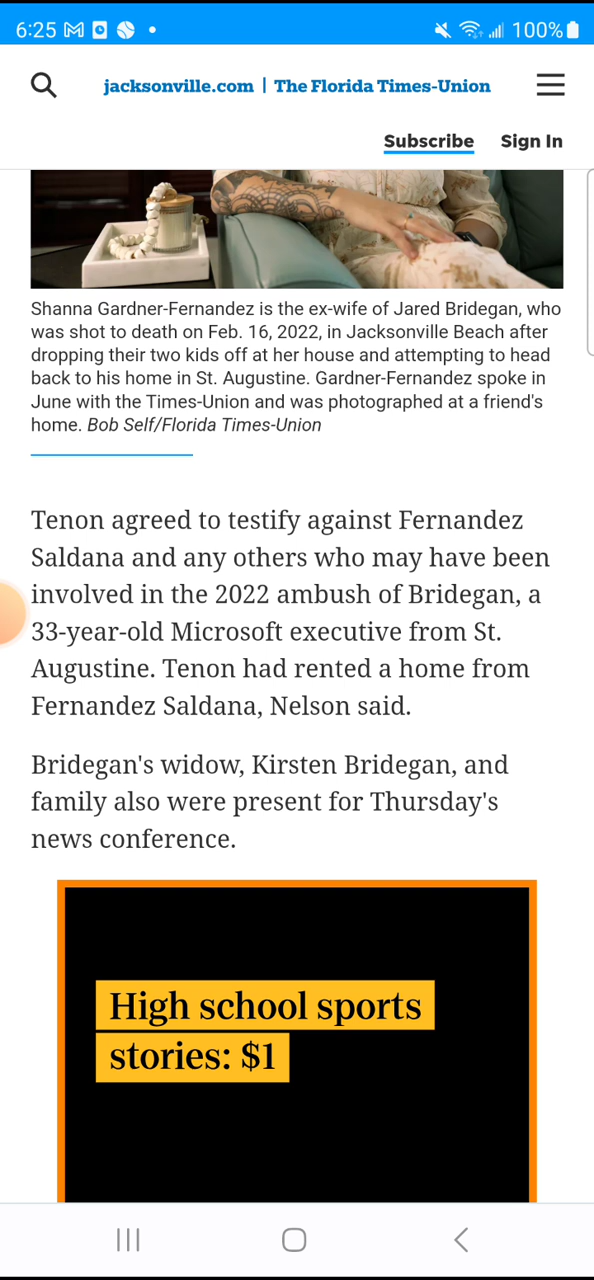 6:25 100%
jacksonville.com | The Florida Times-Union
Subscribe Sign In
Shanna Gardner-Fernandez is the ex-wife of Jared Bridegan, who
was shot to death on Feb. 16, 2022, in Jacksonville Beach after
dropping their two kids off at her house and attempting to head
back to his home in St. Augustine. Gardner-Fernandez spoke in
June with the Times-Union and was photographed at a friend's
home. Bob Self/Florida Times-Union
Tenon agreed to testify against Fernandez
Saldana and any others who may have been
involved in the 2022 ambush of Bridegan, a
33-year-old Microsoft executive from St.
Augustine. Tenon had rented a home from
Fernandez Saldana, Nelson said.
Bridegan's widow, Kirsten Bridegan, and
family also were present for Thursday's
news conference.
High school sports
stories: $1